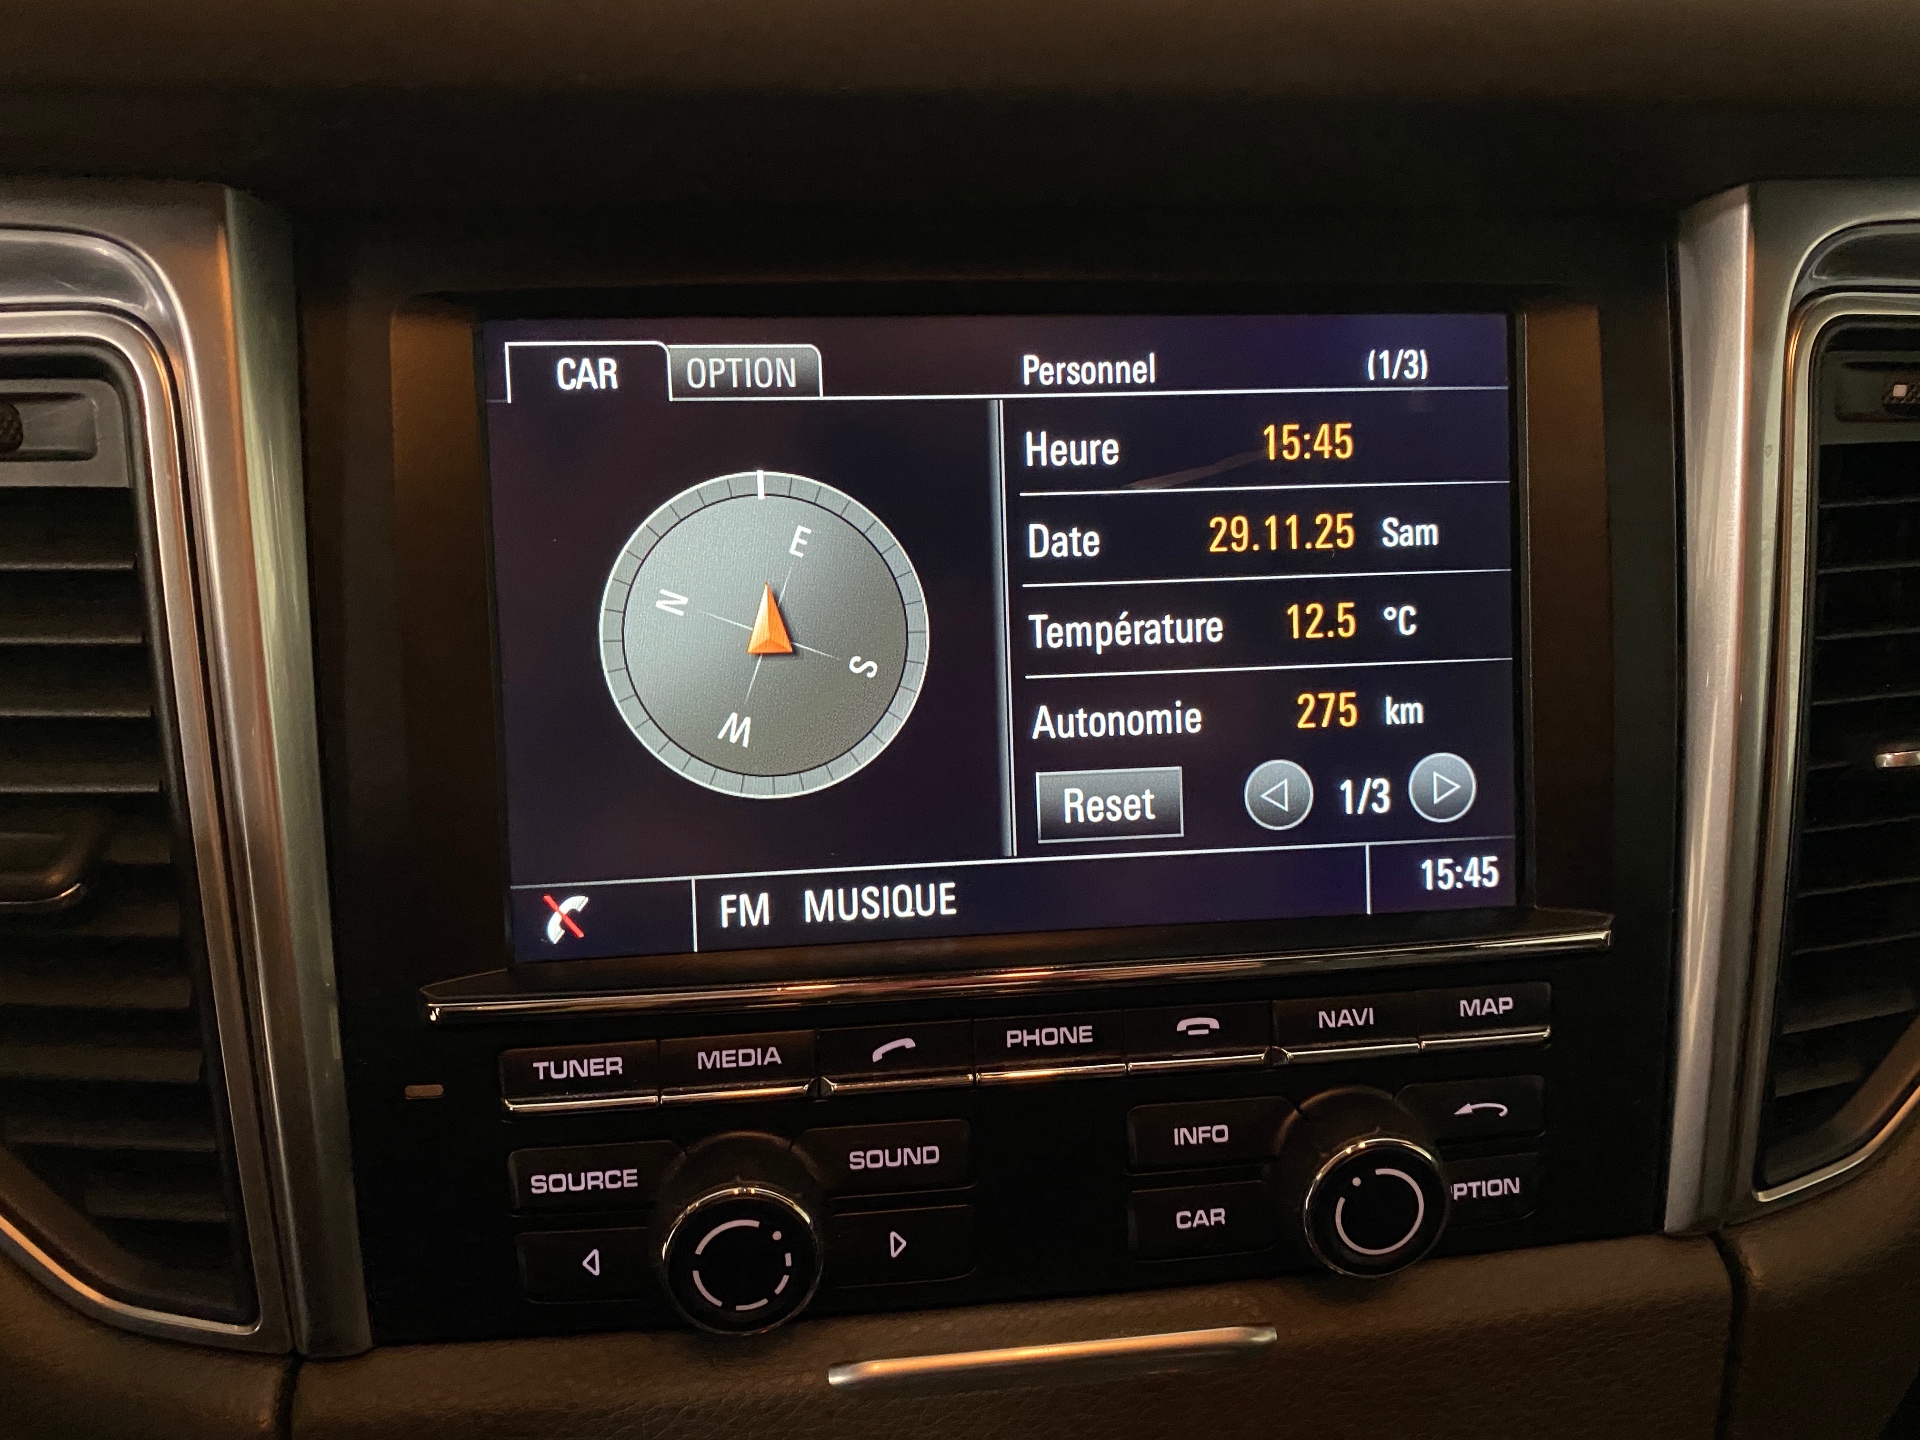 CAR OPTION Personnel (1/3)
Heure 15:45
Date 29.11.25 Sam
Température 12.5 °C
Autonomie 275 km
Reset 1/3
E
N
S
W
FM MUSIQUE 15:45
TUNER MEDIA PHONE NAVI MAP
SOURCE SOUND INFO
CAR PTION